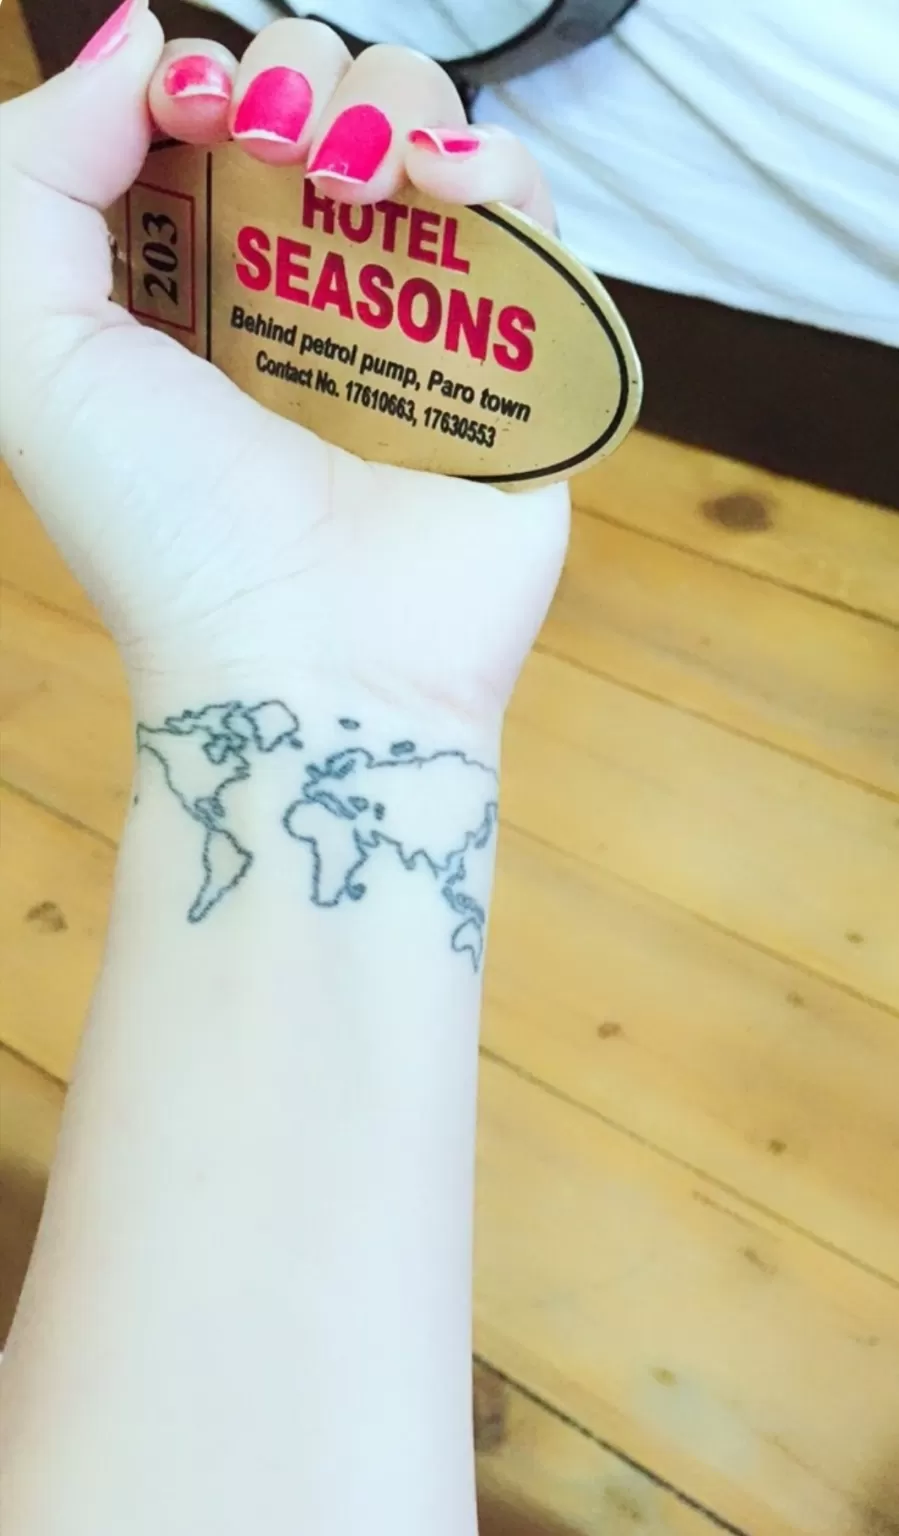 203
HOTEL
SEASONS
Behind petrol pump, Paro town
Contact No. 17610663, 17630553